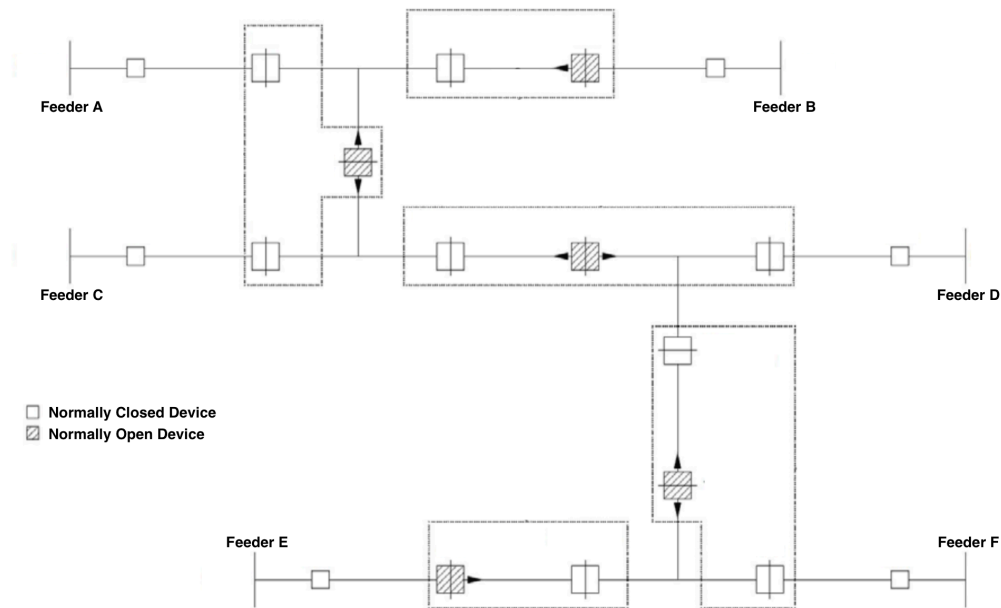 Feeder A
Feeder B
Feeder C
Feeder D
Normally Closed Device
Normally Open Device
Feeder E
Feeder F